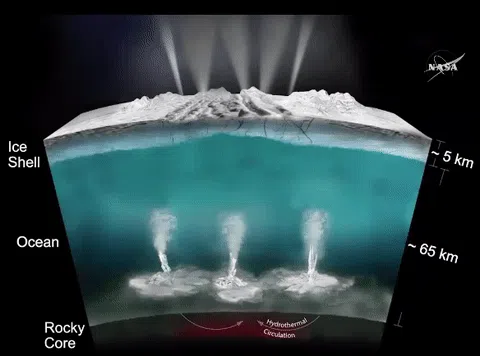 NASA
Ice
Shell
~ 5 km
Ocean
~ 65 km
Hydrothermal
Circulation
Rocky
Core